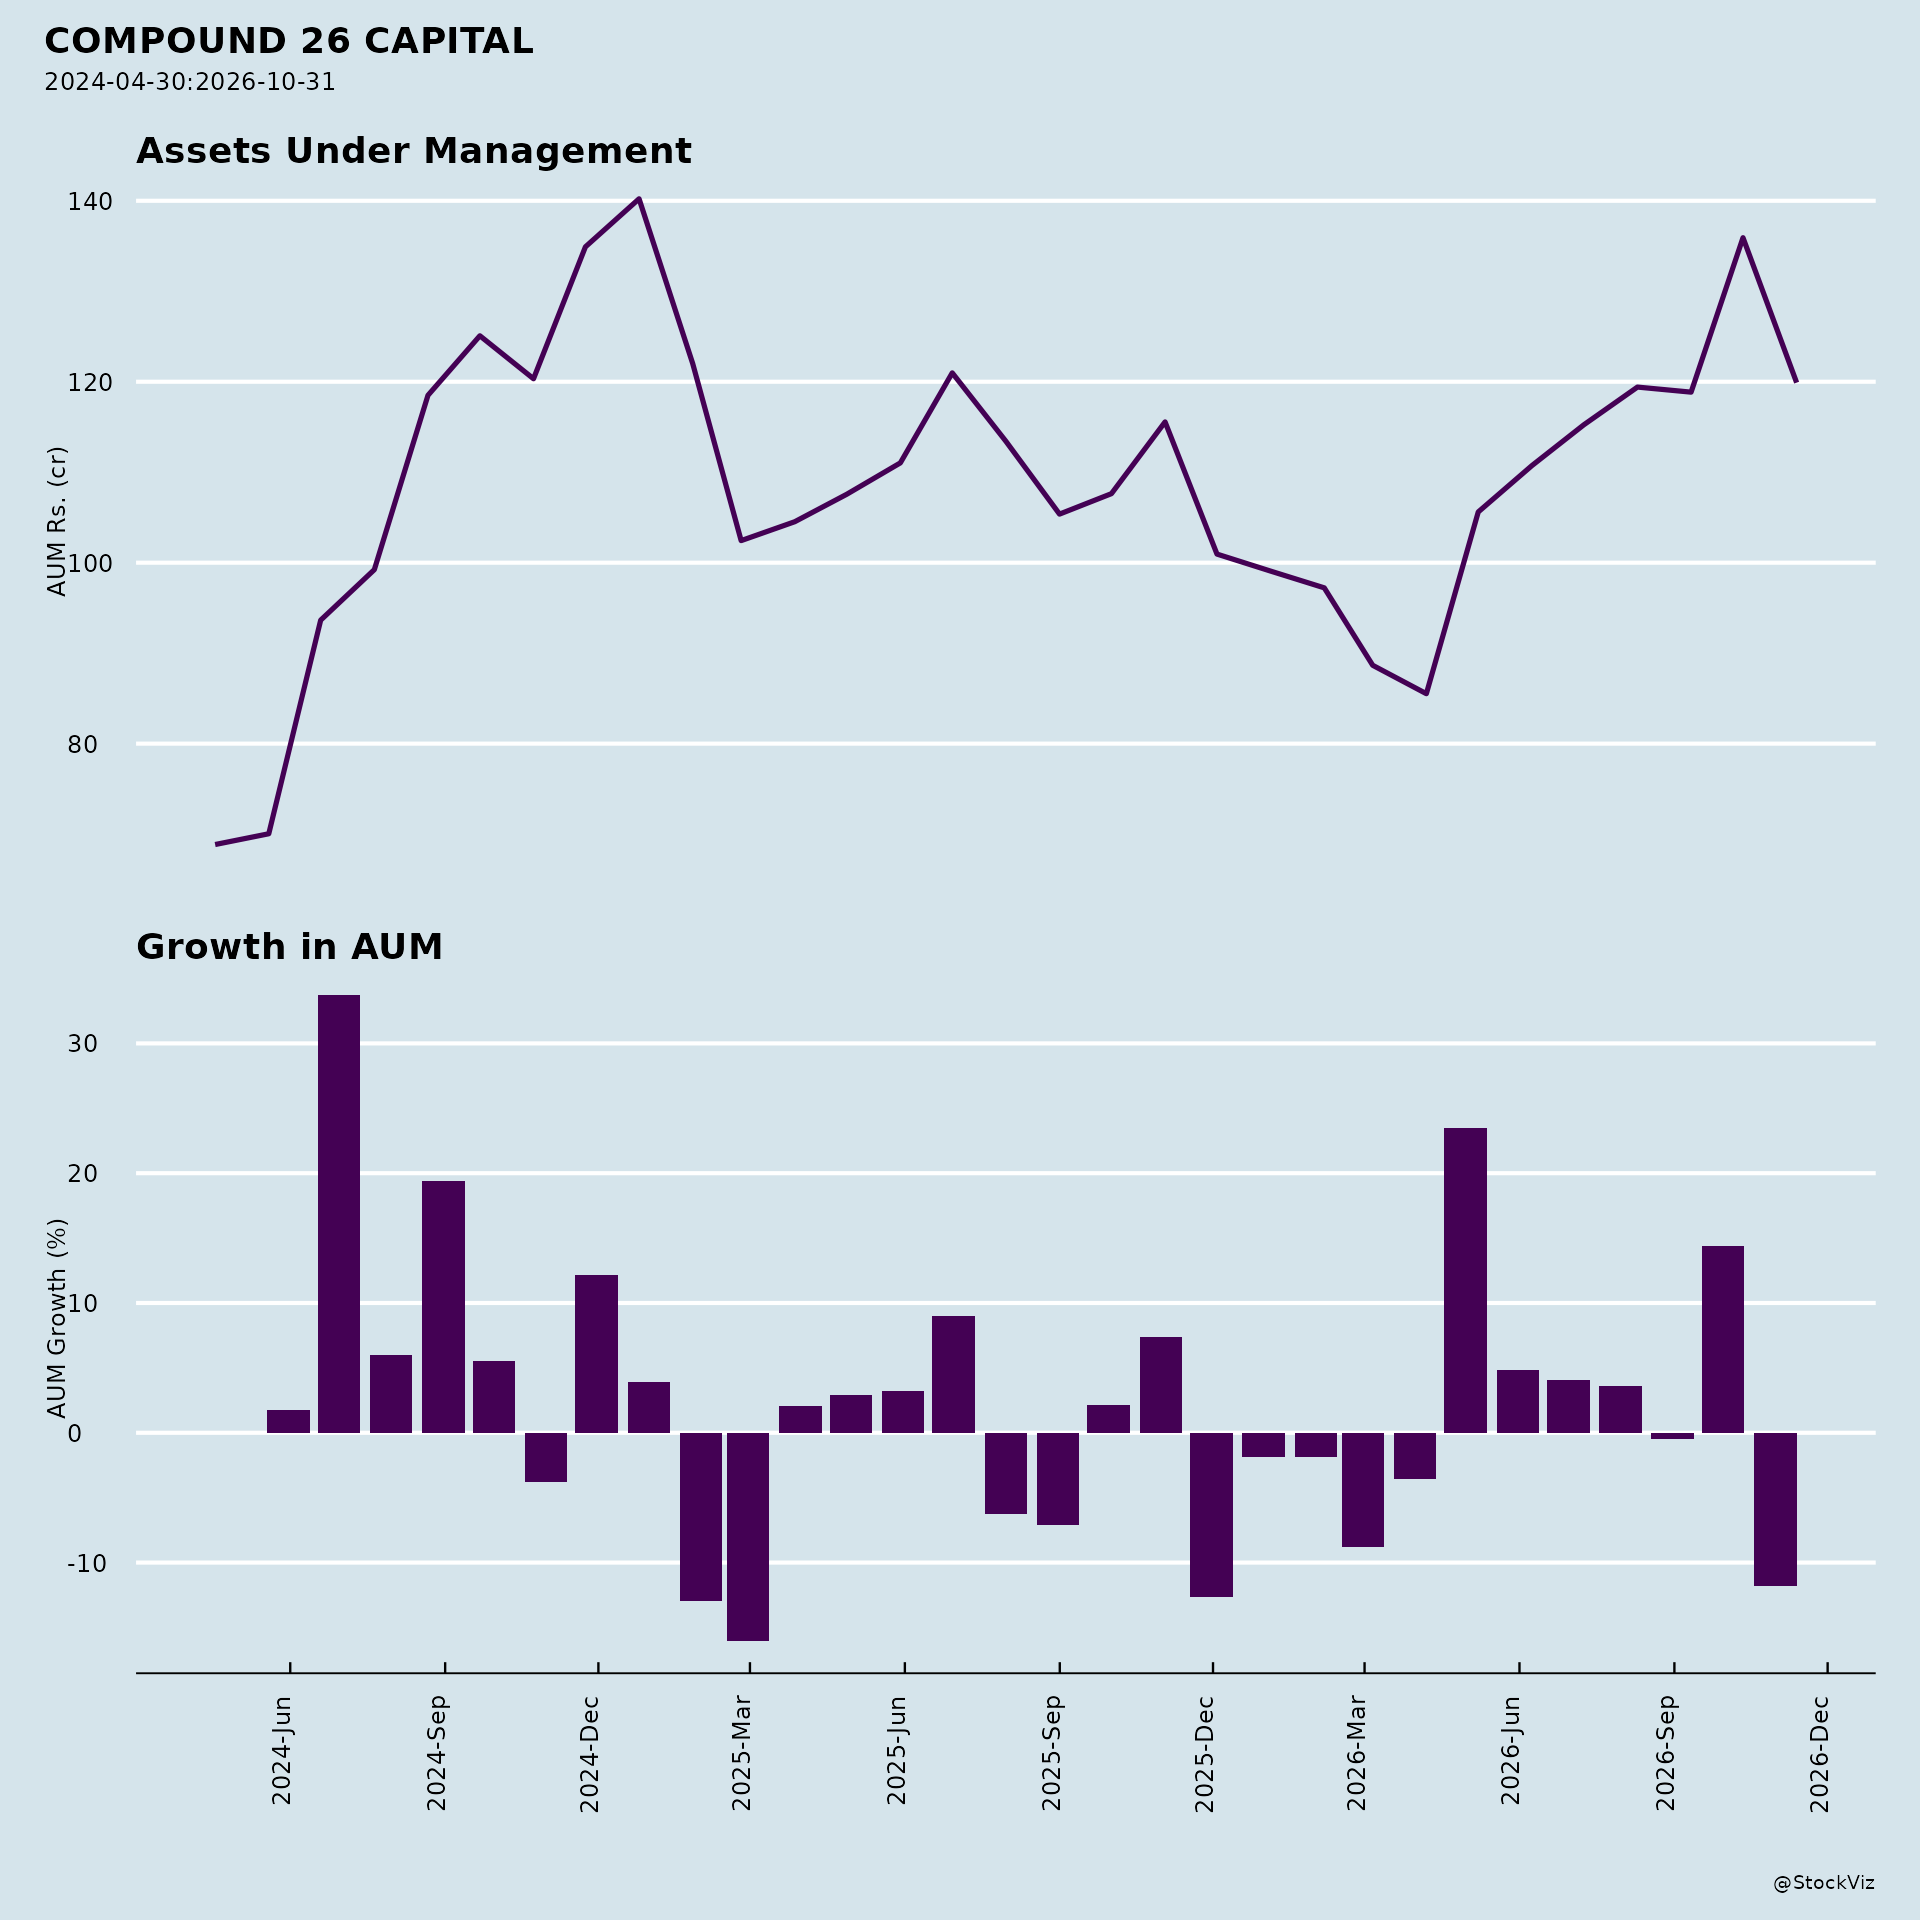 COMPOUND 26 CAPITAL
2024-04-30:2026-10-31
Assets Under Management
140
120
100
80
AUM Rs. (cr)
Growth in AUM
30
20
10
0
-10
AUM Growth (%)
2024-Jun
2024-Sep
2024-Dec
2025-Mar
2025-Jun
2025-Sep
2025-Dec
2026-Mar
2026-Jun
2026-Sep
2026-Dec
@StockViz